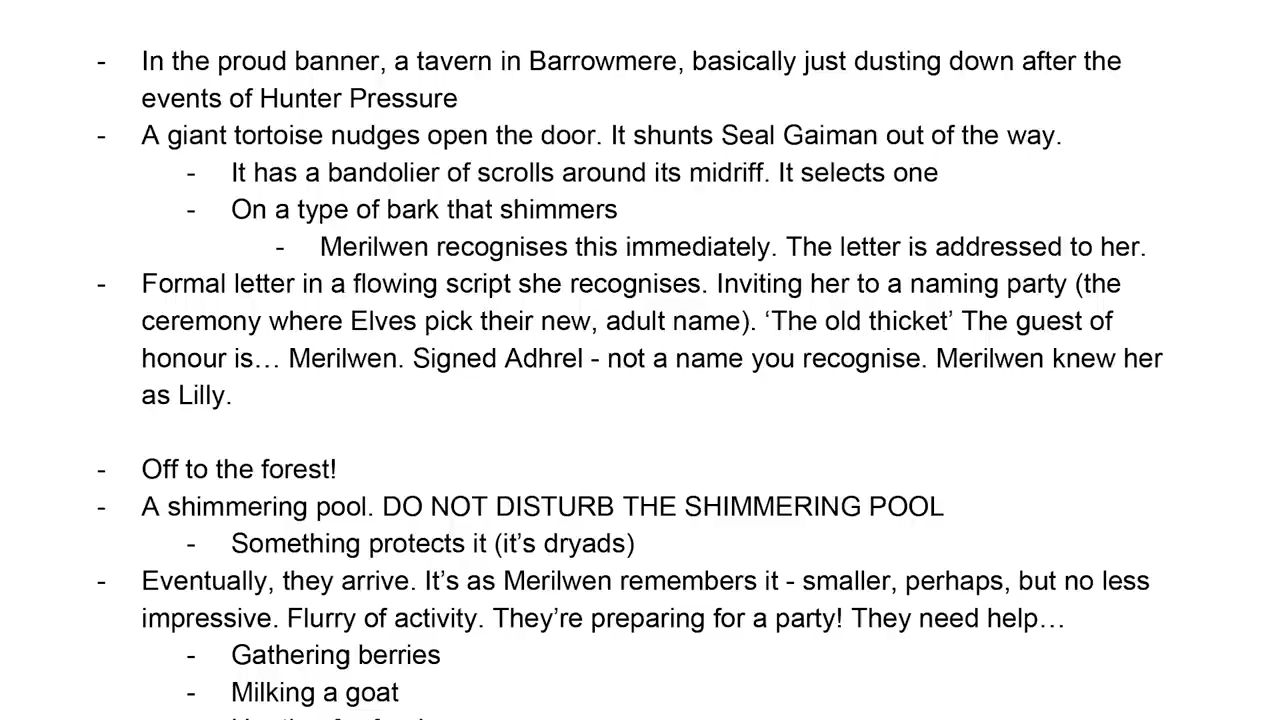 - In the proud banner, a tavern in Barrowmere, basically just dusting down after the
events of Hunter Pressure
- A giant tortoise nudges open the door. It shunts Seal Gaiman out of the way.
- It has a bandolier of scrolls around its midriff. It selects one
- On a type of bark that shimmers
- Merilwen recognises this immediately. The letter is addressed to her.
- Formal letter in a flowing script she recognises. Inviting her to a naming party (the
ceremony where Elves pick their new, adult name). ‘The old thicket’ The guest of
honour is… Merilwen. Signed Adhrel - not a name you recognise. Merilwen knew her
as Lilly.
- Off to the forest!
- A shimmering pool. DO NOT DISTURB THE SHIMMERING POOL
- Something protects it (it’s dryads)
- Eventually, they arrive. It’s as Merilwen remembers it - smaller, perhaps, but no less
impressive. Flurry of activity. They’re preparing for a party! They need help…
- Gathering berries
- Milking a goat